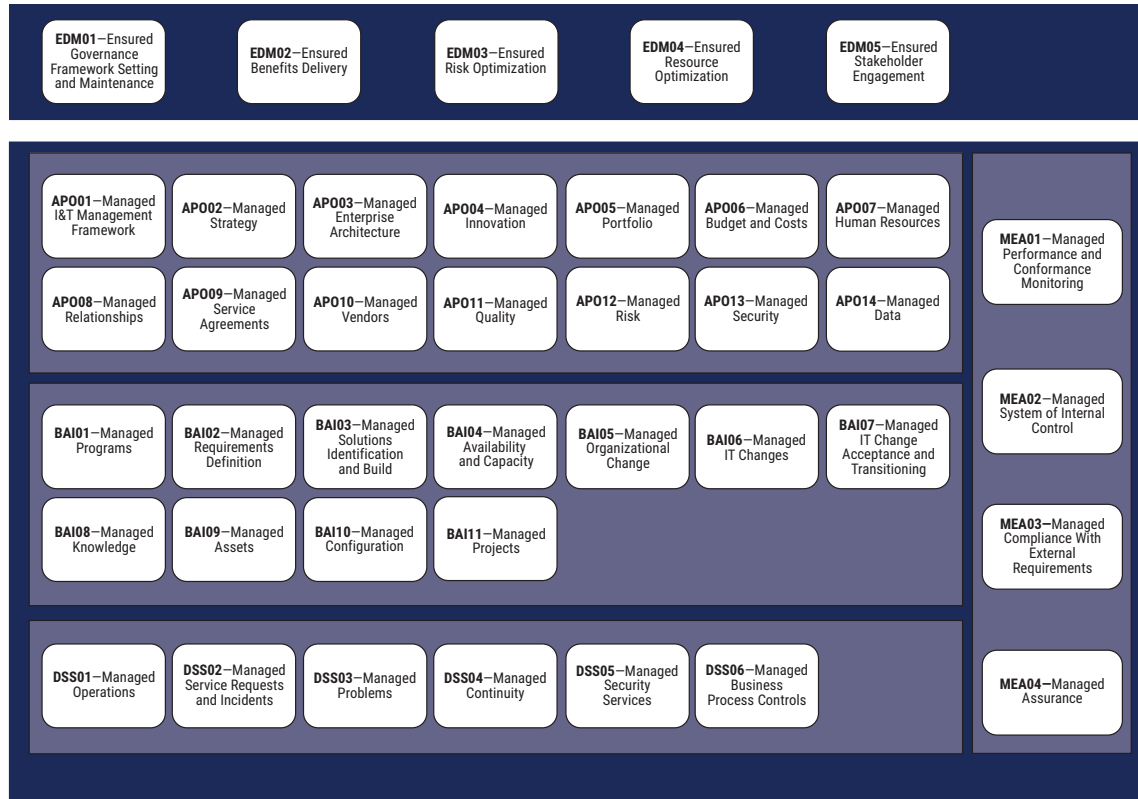 EDM01—Ensured
Governance
Framework Setting
and Maintenance
EDM02—Ensured
Benefits Delivery
EDM03—Ensured
Risk Optimization
EDM04—Ensured
Resource
Optimization
EDM05—Ensured
Stakeholder
Engagement
APO01—Managed
I&T Management
Framework
APO02—Managed
Strategy
APO03—Managed
Enterprise
Architecture
APO04—Managed
Innovation
APO05—Managed
Portfolio
APO06—Managed
Budget and Costs
APO07—Managed
Human Resources
APO08—Managed
Relationships
APO09—Managed
Service
Agreements
APO10—Managed
Vendors
APO11—Managed
Quality
APO12—Managed
Risk
APO13—Managed
Security
APO14—Managed
Data
BAI01—Managed
Programs
BAI02—Managed
Requirements
Definition
BAI03—Managed
Solutions
Identification
and Build
BAI04—Managed
Availability
and Capacity
BAI05—Managed
Organizational
Change
BAI06—Managed
IT Changes
BAI07—Managed
IT Change
Acceptance and
Transitioning
BAI08—Managed
Knowledge
BAI09—Managed
Assets
BAI10—Managed
Configuration
BAI11—Managed
Projects
DSS01—Managed
Operations
DSS02—Managed
Service Requests
and Incidents
DSS03—Managed
Problems
DSS04—Managed
Continuity
DSS05—Managed
Security
Services
DSS06—Managed
Business
Process Controls
MEA01—Managed
Performance and
Conformance
Monitoring
MEA02—Managed
System of Internal
Control
MEA03—Managed
Compliance With
External
Requirements
MEA04—Managed
Assurance